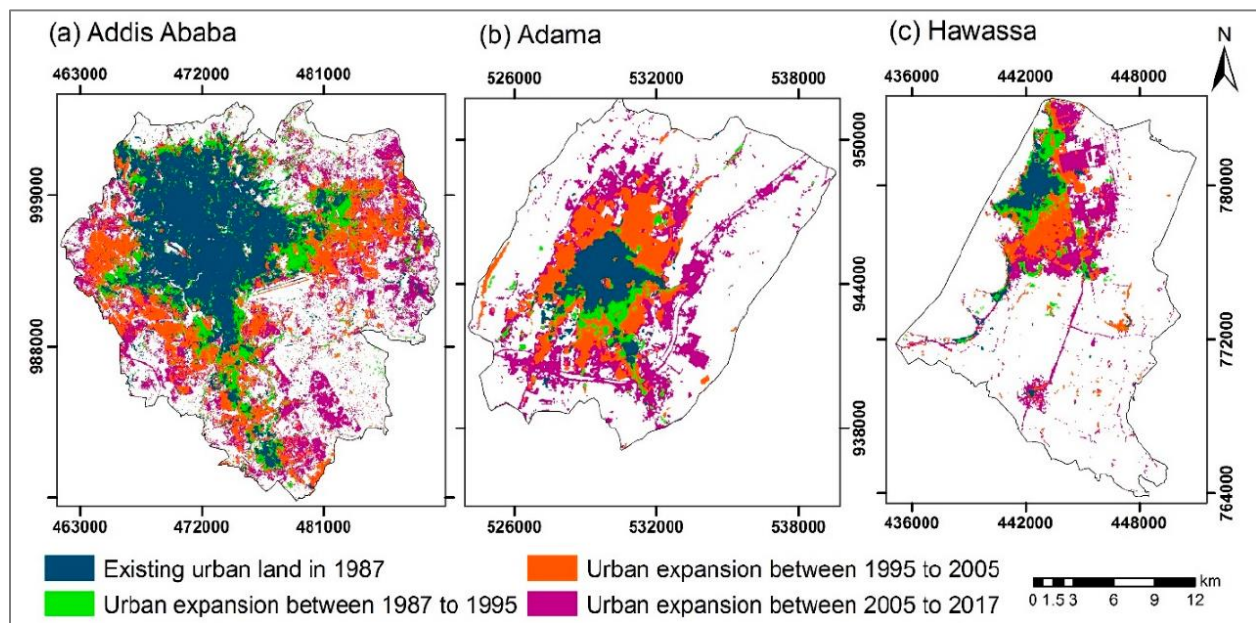 (a) Addis Ababa
463000 472000 481000
999000
988000
463000 472000 481000
(b) Adama
526000 532000 538000
950000
944000
938000
526000 532000 538000
(c) Hawassa
436000 442000 448000
780000
772000
764000
436000 442000 448000
N
Existing urban land in 1987
Urban expansion between 1987 to 1995
Urban expansion between 1995 to 2005
Urban expansion between 2005 to 2017
km
0 1.5 3 6 9 12